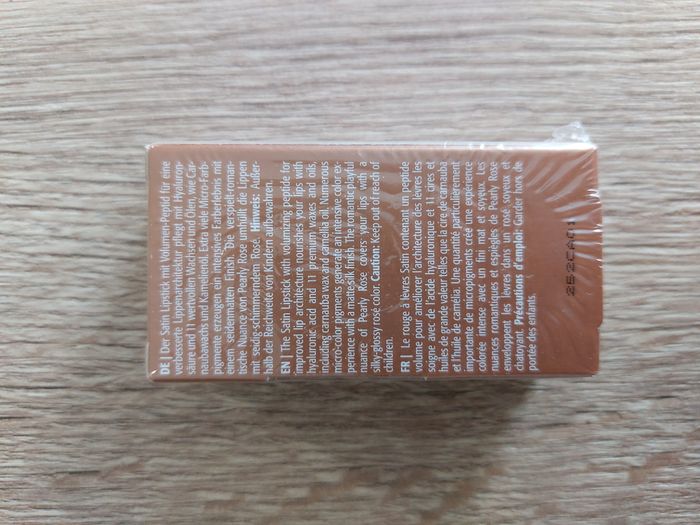 DE | Der Satin Lipstick mit Volumen-Peptid für eine
verbesserte Lippenarchitektur pflegt mit Hyaluron-
säure und 11 wertvollen Wachsen und Ölen, wie Car-
naubawachs und Kamelienöl. Extra viele Micro-Farb-
pigmente erzeugen ein intensives Farberlebnis mit
einem seidenmatten Finish. Die verspielt-roman-
tische Nuances von Pearly Rose umhüllt die Lippen
mit seidig-schimmerndem Rosé. Hinweis: Außer-
halb der Reichweite von Kindern aufbewahren.
EN | The Satin Lipstick with volumizing peptide for
improved lip architecture nourishes your lips with
hyaluronic acid and 11 premium waxes and oils,
including carnauba wax and camellia oil. Numerous
micro-color pigments generate an intensive color ex-
perience with a matte-silk finish. The romantic-playful
nuance of Pearly Rose covers your lips with a
silky-glossy rosé color. Caution: Keep out of reach of
children.
FR | Le rouge à lèvres Satin contenant un peptide
volume pour améliorer l'architecture des lèvres les
soigne avec de l'acide hyaluronique et 11 cires et
huiles de grande valeur telles que la cire de carnauba
et l'huile de camélia. Une quantité particulièrement
importante de micropigments crée une expérience
colorée intense avec un fini mat et soyeux. Les
nuances romantiques et espiègles de Pearly Rose
enveloppent les lèvres dans un rosé soyeux et
chatoyant. Précautions d'emploi: Garder hors de
portée des enfants.
252CA01